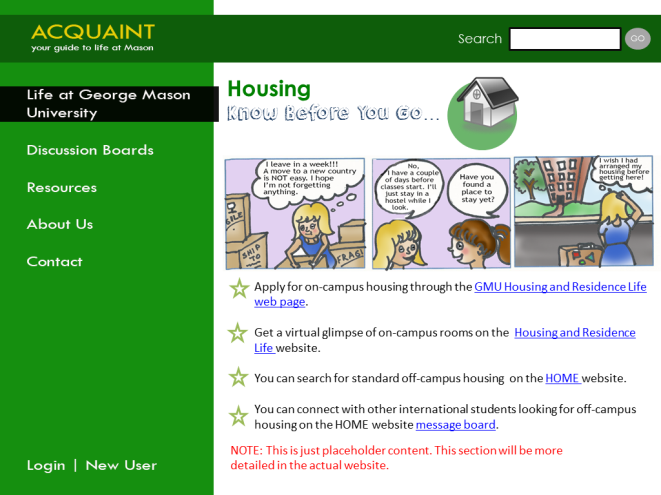 ACQUAINT
your guide to life at Mason
Search
GO
Life at George Mason
University
Discussion Boards
Resources
About Us
Contact
Login | New User
Housing
Know Before You Go...
I leave in a week!!!
A move to a new country
is NOT easy. I hope
I'm not forgetting
anything.
SHIP
TO
FRAG!
No,
I have a couple
of days before
classes start. I'll
just stay in a
hostel while I
look.
Have you
found a
place to
stay yet?
I wish I had
arranged my
housing before
getting here!
Apply for on-campus housing through the GMU Housing and Residence Life
web page.
Get a virtual glimpse of on-campus rooms on the Housing and Residence
Life website.
You can search for standard off-campus housing on the HOME website.
You can connect with other international students looking for off-campus
housing on the HOME website message board.
NOTE: This is just placeholder content. This section will be more
detailed in the actual website.